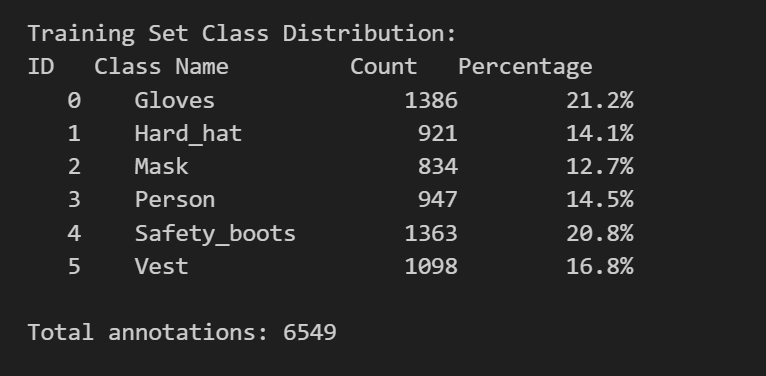 Training Set Class Distribution:
ID Class Name Count Percentage
0 Gloves 1386 21.2%
1 Hard_hat 921 14.1%
2 Mask 834 12.7%
3 Person 947 14.5%
4 Safety_boots 1363 20.8%
5 Vest 1098 16.8%
Total annotations: 6549